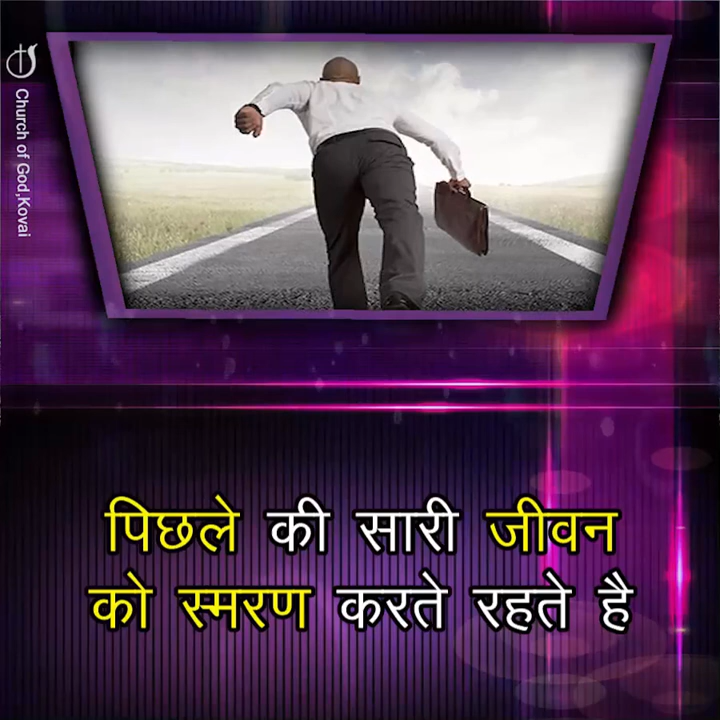 Church of God,Kovai
पिछले की सारी जीवन
को स्मरण करते रहते है